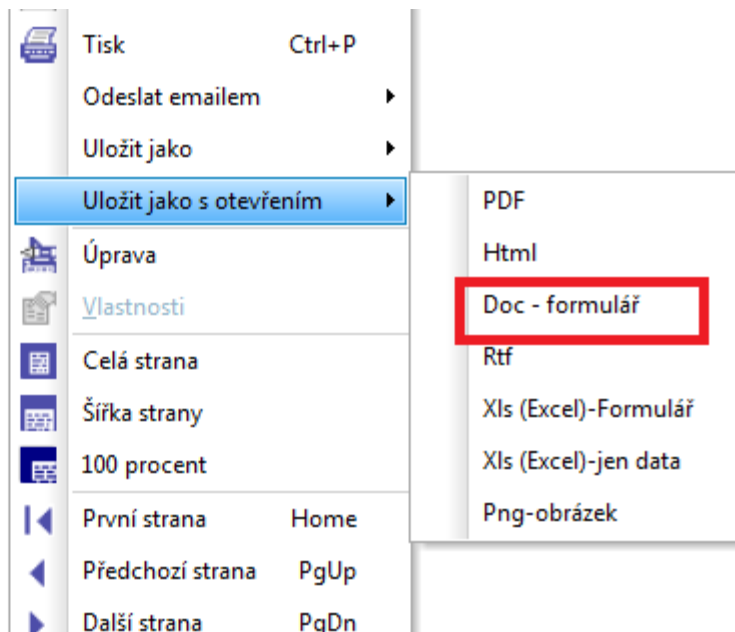 Tisk Ctrl+P
Odeslat emailem
Uložit jako
Uložit jako s otevřením
Úprava
Vlastnosti
Celá strana
Šířka strany
100 procent
První strana Home
Předchozí strana PgUp
Další strana PgDn
PDF
Html
Doc - formulář
Rtf
Xls (Excel)-Formulář
Xls (Excel)-jen data
Png-obrázek